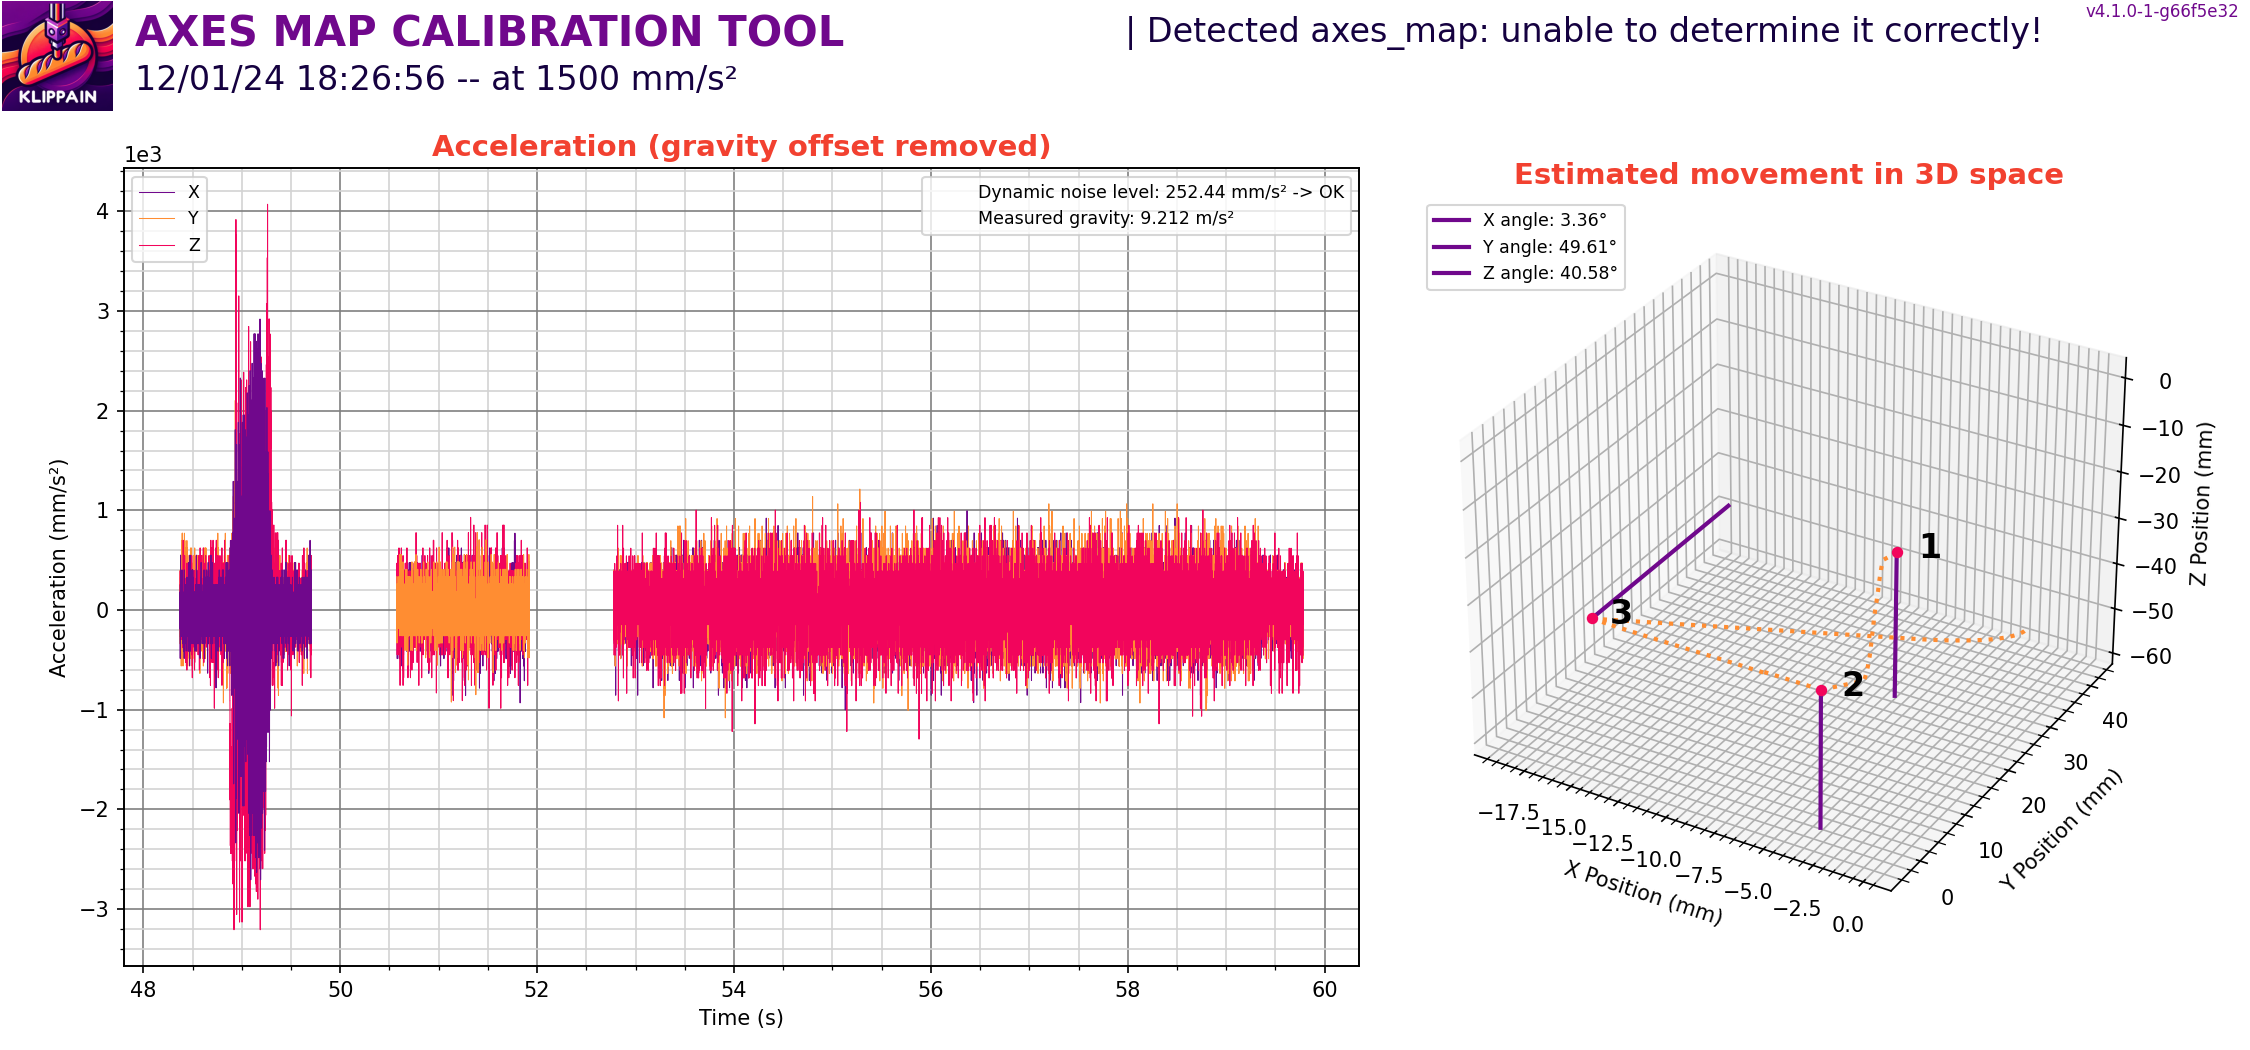 KLIPPAIN
AXES MAP CALIBRATION TOOL
12/01/24 18:26:56 -- at 1500 mm/s²
| Detected axes_map: unable to determine it correctly!
v4.1.0-1-g66f5e32
Acceleration (gravity offset removed)
1e3
X
Y
Z
Dynamic noise level: 252.44 mm/s² -> OK
Measured gravity: 9.212 m/s²
4
3
2
1
0
−1
−2
−3
Acceleration (mm/s²)
48 50 52 54 56 58 60
Time (s)
Estimated movement in 3D space
X angle: 3.36°
Y angle: 49.61°
Z angle: 40.58°
1
2
3
0
−10
−20
−30
−40
−50
−60
Z Position (mm)
40
30
20
10
0
Y Position (mm)
−17.5
−15.0
−12.5
−10.0
−7.5
−5.0
−2.5
0.0
X Position (mm)